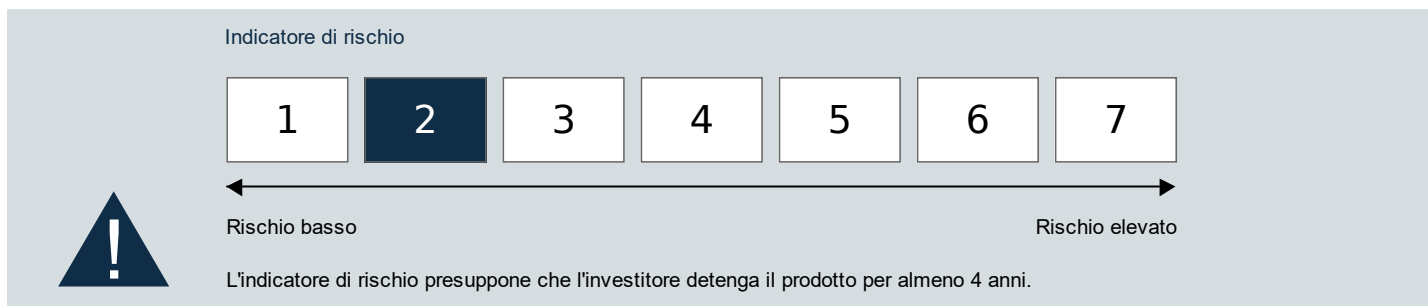 Indicatore di rischio
1 2 3 4 5 6 7
Rischio basso Rischio elevato
!
L'indicatore di rischio presuppone che l'investitore detenga il prodotto per almeno 4 anni.